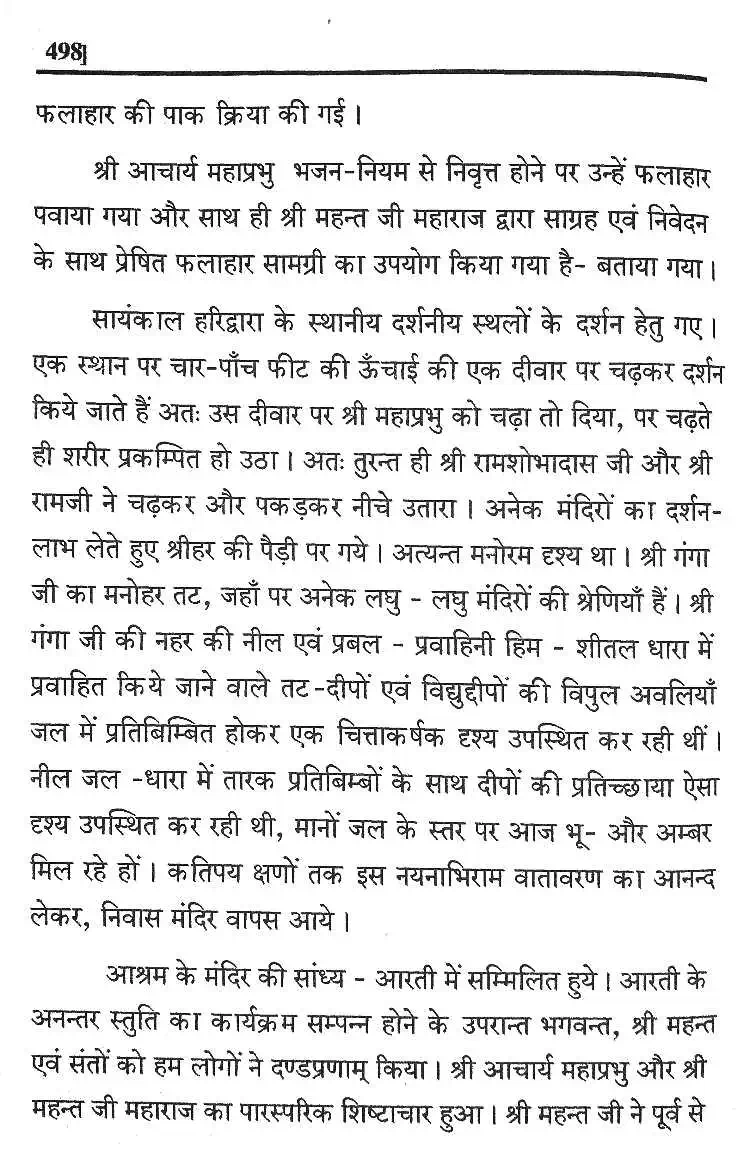 498]
फलाहार की पाक क्रिया की गई ।
श्री आचार्य महाप्रभु भजन-नियम से निवृत्त होने पर उन्हें फलाहार
पवाया गया और साथ ही श्री महन्त जी महाराज द्वारा साग्रह एवं निवेदन
के साथ प्रेषित फलाहार सामग्री का उपयोग किया गया है- बताया गया ।
सायंकाल हरिद्वारा के स्थानीय दर्शनीय स्थलों के दर्शन हेतु गए ।
एक स्थान पर चार-पाँच फीट की ऊँचाई की एक दीवार पर चढ़कर दर्शन
किये जाते हैं अतः उस दीवार पर श्री महाप्रभु को चढ़ा तो दिया, पर चढ़ते
ही शरीर प्रकम्पित हो उठा । अतः तुरन्त ही श्री रामशोभादास जी और श्री
रामजी ने चढ़कर और पकड़कर नीचे उतारा । अनेक मंदिरों का दर्शन-
लाभ लेते हुए श्रीहर की पैड़ी पर गये । अत्यन्त मनोरम दृश्य था । श्री गंगा
जी का मनोहर तट, जहाँ पर अनेक लघु - लघु मंदिरों की श्रेणियाँ हैं । श्री
गंगा जी की नहर की नील एवं प्रबल - प्रवाहिनी हिम - शीतल धारा में
प्रवाहित किये जाने वाले तट-दीपों एवं विद्युद्दीपों की विपुल अवलियाँ
जल में प्रतिबिम्बित होकर एक चित्ताकर्षक दृश्य उपस्थित कर रही थीं ।
नील जल -धारा में तारक प्रतिबिम्बों के साथ दीपों की प्रतिच्छाया ऐसा
दृश्य उपस्थित कर रही थी, मानों जल के स्तर पर आज भू- और अम्बर
मिल रहे हों । कतिपय क्षणों तक इस नयनाभिराम वातावरण का आनन्द
लेकर, निवास मंदिर वापस आये ।
आश्रम के मंदिर की सांध्य - आरती में सम्मिलित हुये । आरती के
अनन्तर स्तुति का कार्यक्रम सम्पन्न होने के उपरान्त भगवन्त, श्री महन्त
एवं संतों को हम लोगों ने दण्डप्रणाम् किया । श्री आचार्य महाप्रभु और श्री
महन्त जी महाराज का पारस्परिक शिष्टाचार हुआ । श्री महन्त जी ने पूर्व से